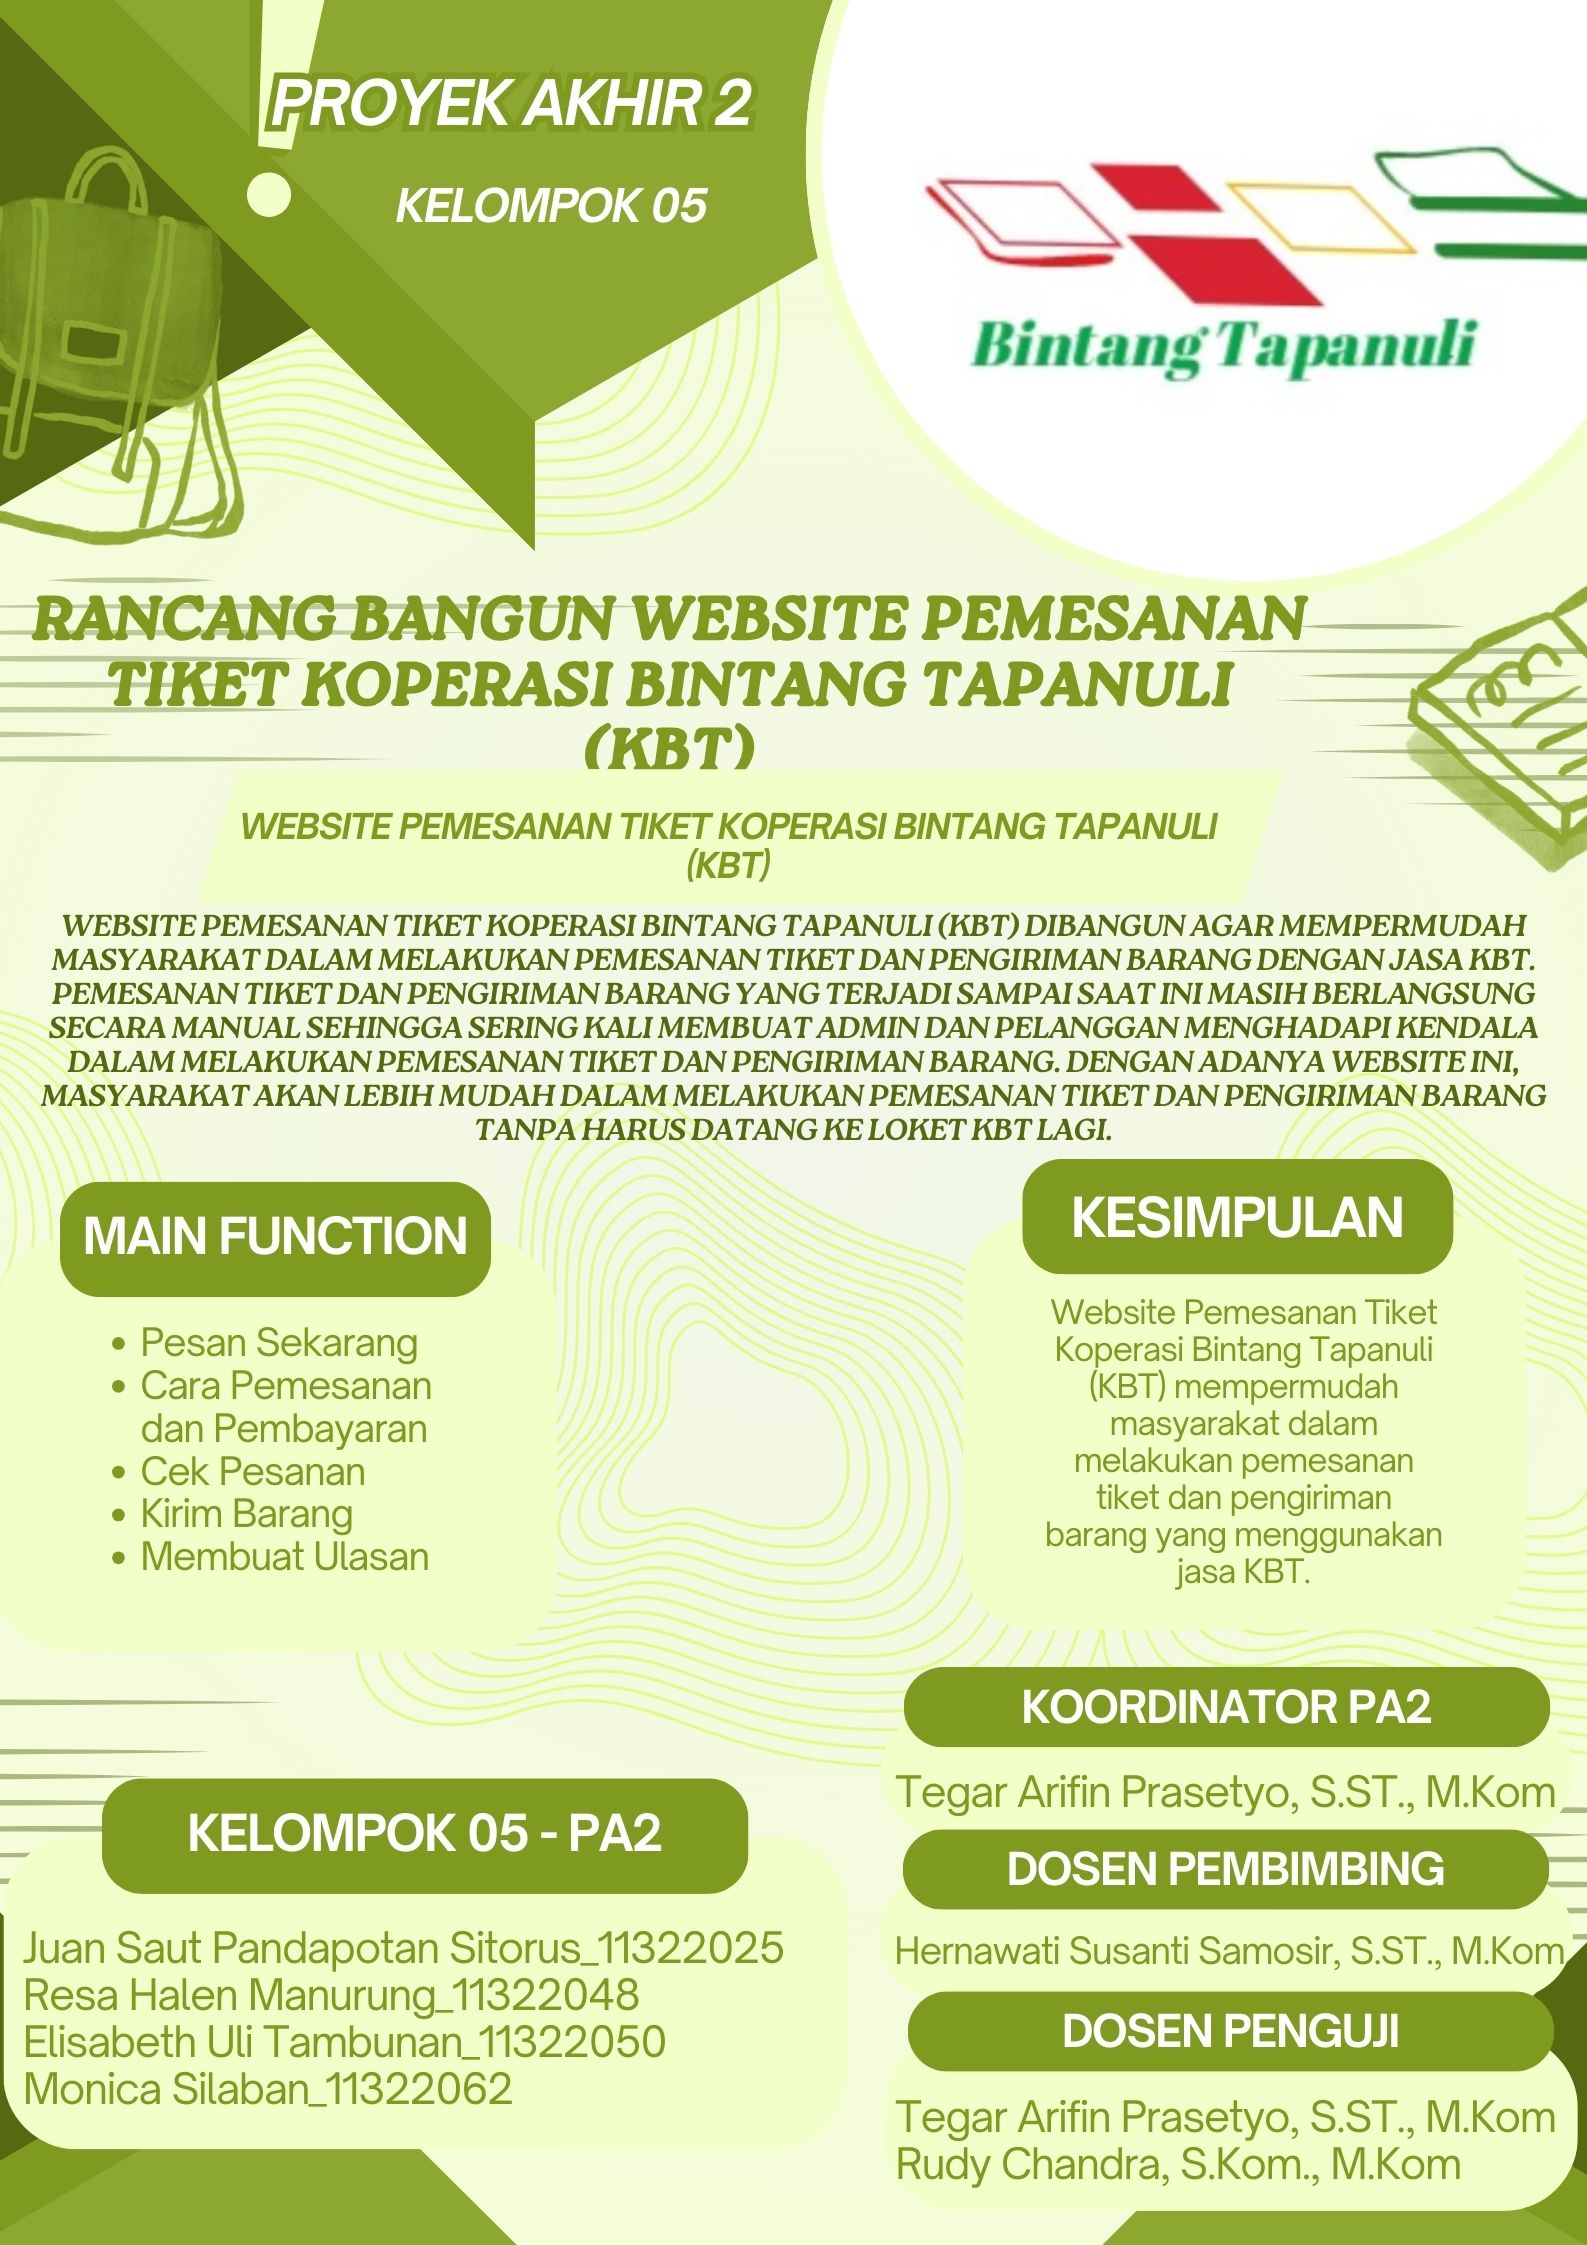 PROYEK AKHIR 2
KELOMPOK 05
Bintang Tapanuli
RANCANG BANGUN WEBSITE PEMESANAN
TIKET KOPERASI BINTANG TAPANULI
(KBT)
WEBSITE PEMESANAN TIKET KOPERASI BINTANG TAPANULI
(KBT)
WEBSITE PEMESANAN TIKET KOPERASI BINTANG TAPANULI (KBT) DIBANGUN AGAR MEMPERMUDAH
MASYARAKAT DALAM MELAKUKAN PEMESANAN TIKET DAN PENGIRIMAN BARANG DENGAN JASA KBT.
PEMESANAN TIKET DAN PENGIRIMAN BARANG YANG TERJADI SAMPAI SAAT INI MASIH BERLANGSUNG
SECARA MANUAL SEHINGGA SERING KALI MEMBUAT ADMIN DAN PELANGGAN MENGHADAPI KENDALA
DALAM MELAKUKAN PEMESANAN TIKET DAN PENGIRIMAN BARANG. DENGAN ADANYA WEBSITE INI,
MASYARAKAT AKAN LEBIH MUDAH DALAM MELAKUKAN PEMESANAN TIKET DAN PENGIRIMAN BARANG
TANPA HARUS DATANG KE LOKET KBT LAGI.
MAIN FUNCTION
• Pesan Sekarang
• Cara Pemesanan
dan Pembayaran
• Cek Pesanan
• Kirim Barang
• Membuat Ulasan
KESIMPULAN
Website Pemesanan Tiket
Koperasi Bintang Tapanuli
(KBT) mempermudah
masyarakat dalam
melakukan pemesanan
tiket dan pengiriman
barang yang menggunakan
jasa KBT.
KELOMPOK 05 - PA2
Juan Saut Pandapotan Sitorus_11322025
Resa Halen Manurung_11322048
Elisabeth Uli Tambunan_11322050
Monica Silaban_11322062
KOORDINATOR PA2
Tegar Arifin Prasetyo, S.ST., M.Kom
DOSEN PEMBIMBING
Hernawati Susanti Samosir, S.ST., M.Kom
DOSEN PENGUJI
Tegar Arifin Prasetyo, S.ST., M.Kom
Rudy Chandra, S.Kom., M.Kom